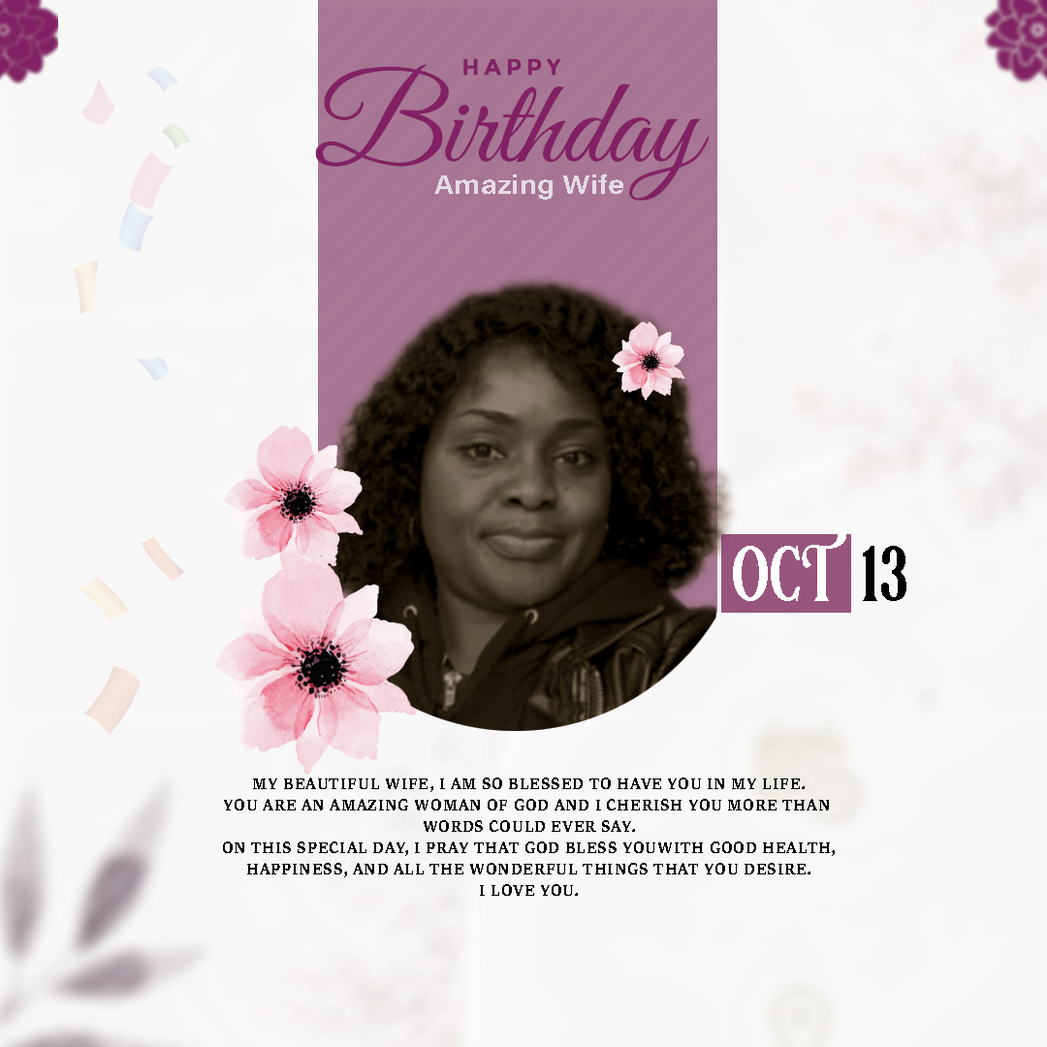 HAPPY
Birthday
Amazing Wife
OCT 13
MY BEAUTIFUL WIFE, I AM SO BLESSED TO HAVE YOU IN MY LIFE.
YOU ARE AN AMAZING WOMAN OF GOD AND I CHERISH YOU MORE THAN
WORDS COULD EVER SAY.
ON THIS SPECIAL DAY, I PRAY THAT GOD BLESS YOUWITH GOOD HEALTH,
HAPPINESS, AND ALL THE WONDERFUL THINGS THAT YOU DESIRE.
I LOVE YOU.